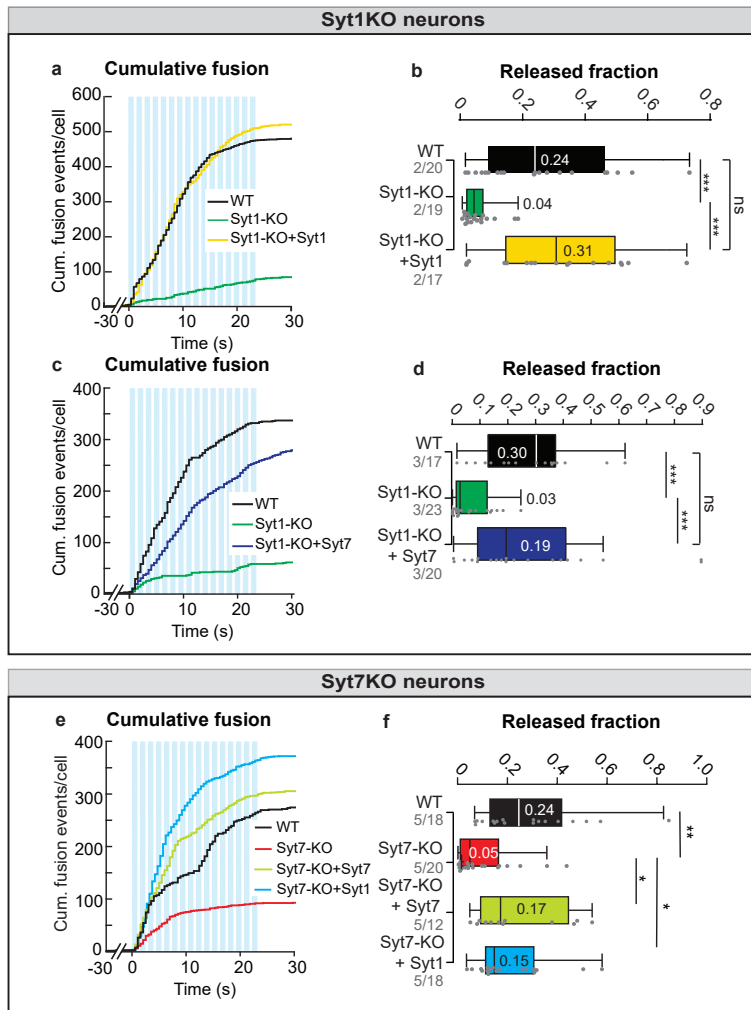 Syt1KO neurons
a Cumulative fusion
Cum. fusion events/cell
600
500
400
300
200
100
0
WT
Syt1-KO
Syt1-KO+Syt1
-30 0 10 20 30
Time (s)
b Released fraction
0 0.2 0.4 0.6 0.8
WT
2/20
0.24
Syt1-KO
2/19
0.04
Syt1-KO
+Syt1
2/17
0.31
***
***
ns
c Cumulative fusion
Cum. fusion events/cell
400
300
200
100
0
WT
Syt1-KO
Syt1-KO+Syt7
-30 0 10 20 30
Time (s)
d Released fraction
0 0.1 0.2 0.3 0.4 0.5 0.6 0.7 0.8 0.9
WT
3/17
0.30
Syt1-KO
3/23
0.03
Syt1-KO
+ Syt7
3/20
0.19
***
***
ns
Syt7KO neurons
e Cumulative fusion
Cum. fusion events/cell
400
300
200
100
0
WT
Syt7-KO
Syt7-KO+Syt7
Syt7-KO+Syt1
-30 0 10 20 30
Time (s)
f Released fraction
0 0.2 0.4 0.6 0.8 1.0
WT
5/18
0.24
Syt7-KO
5/20
0.05
Syt7-KO
+ Syt7
5/12
0.17
Syt7-KO
+ Syt1
5/18
0.15
**
*
*